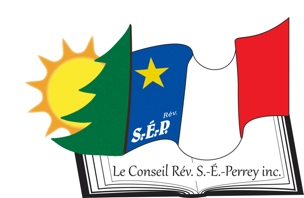 Rév.
S.-É.-P.
Le Conseil Rév. S.-É.-Perrey inc.